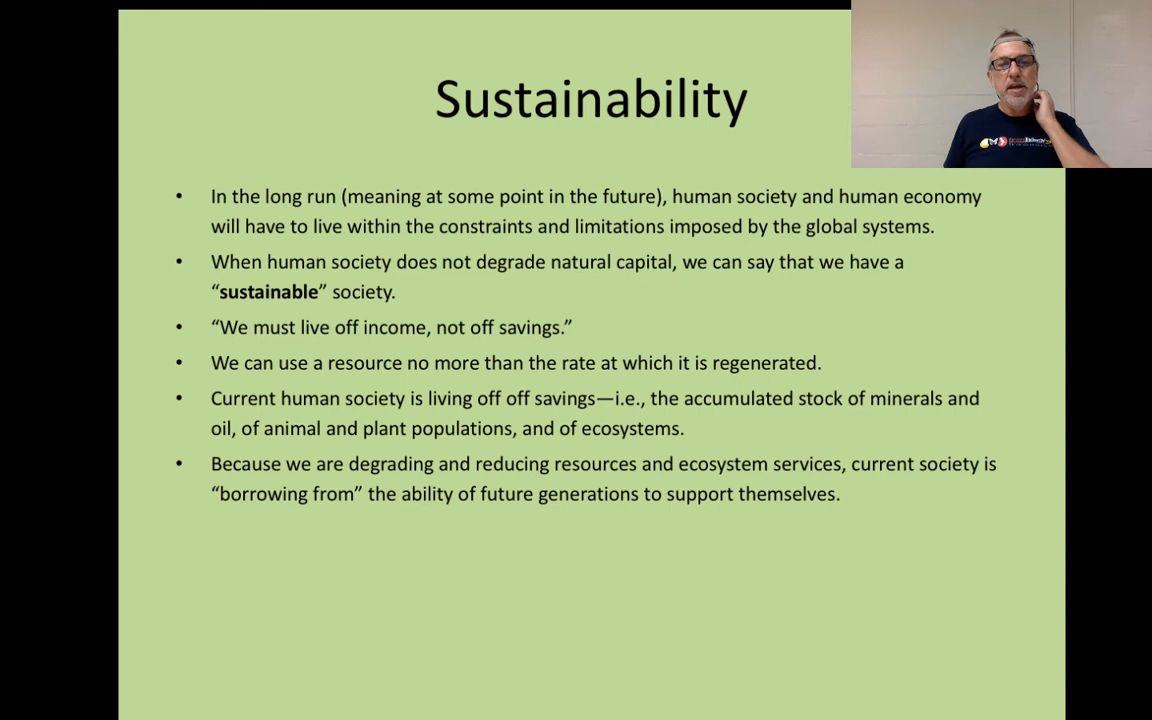 Sustainability
• In the long run (meaning at some point in the future), human society and human economy
will have to live within the constraints and limitations imposed by the global systems.
• When human society does not degrade natural capital, we can say that we have a
“sustainable” society.
• “We must live off income, not off savings.”
• We can use a resource no more than the rate at which it is regenerated.
• Current human society is living off off savings—i.e., the accumulated stock of minerals and
oil, of animal and plant populations, and of ecosystems.
• Because we are degrading and reducing resources and ecosystem services, current society is
“borrowing from” the ability of future generations to support themselves.